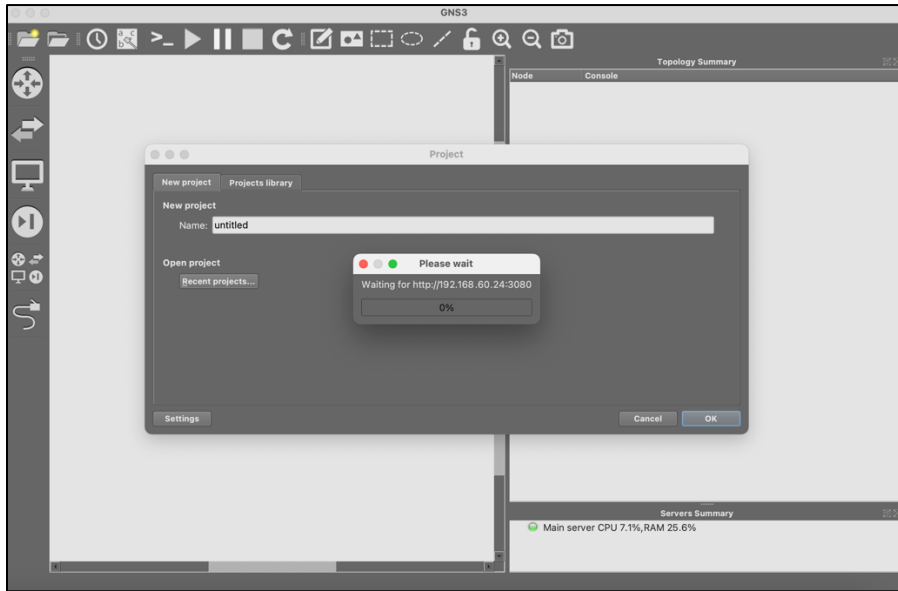 GNS3
Topology Summary
Node Console
Project
New project Projects library
New project
Name: untitled
Open project
Recent projects...
Please wait
Waiting for http://192.168.60.24:3080
0%
Settings Cancel OK
Servers Summary
Main server CPU 7.1%,RAM 25.6%